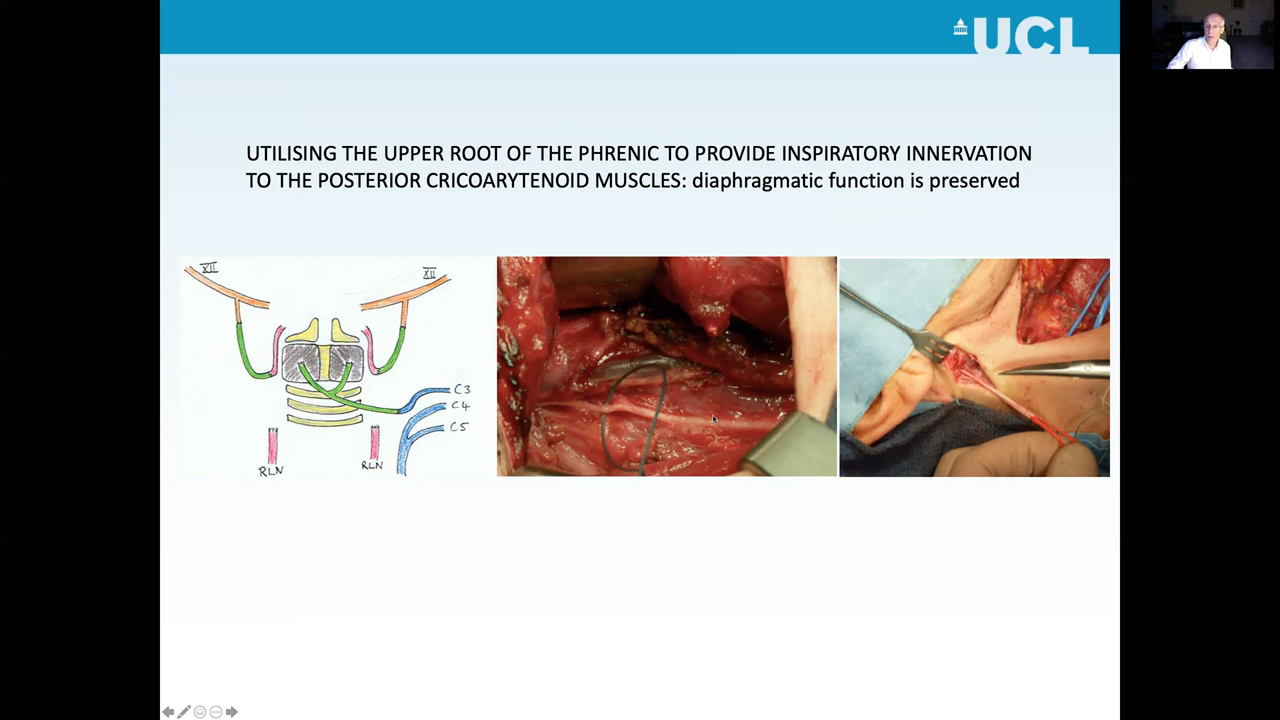 UCL
UTILISING THE UPPER ROOT OF THE PHRENIC TO PROVIDE INSPIRATORY INNERVATION
TO THE POSTERIOR CRICOARYTENOID MUSCLES: diaphragmatic function is preserved
XII
XII
C3
C4
C5
RLN
RLN